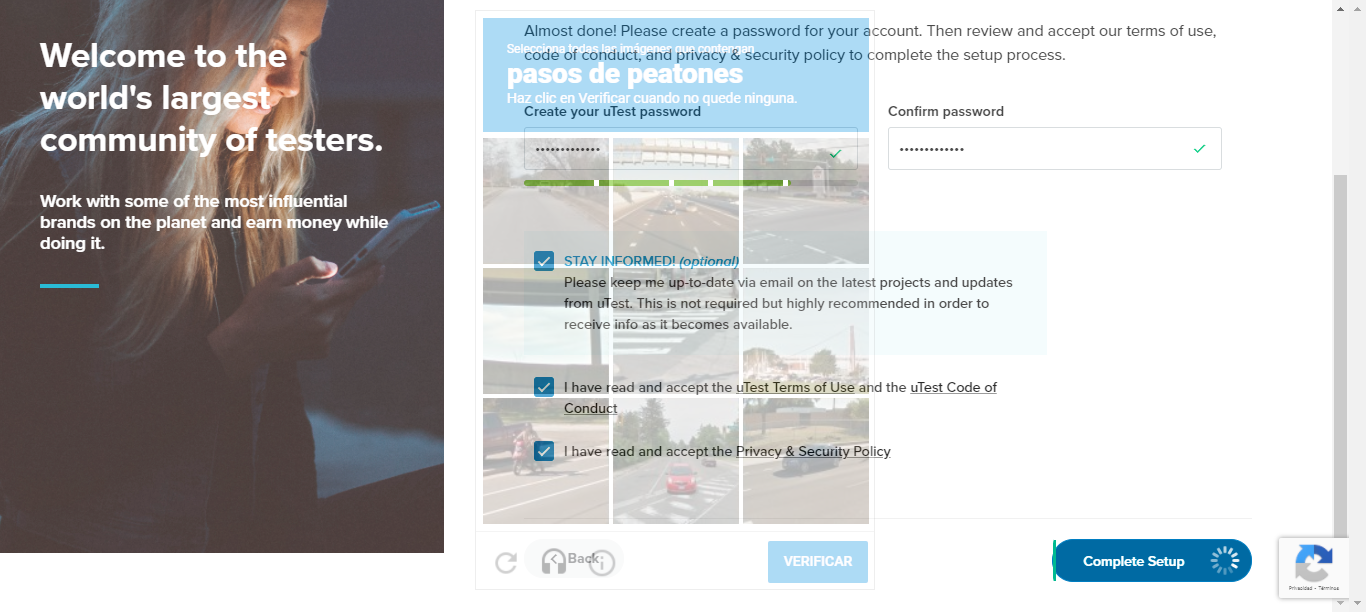 Welcome to the
world's largest
community of testers.
Work with some of the most influential
brands on the planet and earn money while
doing it.
Almost done! Please create a password for your account. Then review and accept our terms of use,
code of conduct, and privacy & security policy to complete the setup process.
Selecciona todas las imágenes que contengan
pasos de peatones
Haz clic en Verificar cuando no quede ninguna.
Create your uTest password
Confirm password
STAY INFORMED! (optional)
Please keep me up-to-date via email on the latest projects and updates
from uTest. This is not required but highly recommended in order to
receive info as it becomes available.
I have read and accept the uTest Terms of Use and the uTest Code of
Conduct
I have read and accept the Privacy & Security Policy
Back
VERIFICAR
Complete Setup
Privacidad - Términos